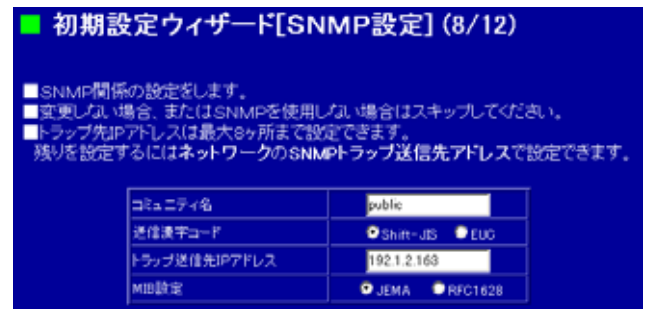 ■ 初期設定ウィザード[SNMP設定] (8/12)
■SNMP関係の設定をします。
■変更しない場合、またはSNMPを使用しない場合はスキップしてください。
■トラップ先IPアドレスは最大8ヶ所まで設定できます。
残りを設定するにはネットワークのSNMPトラップ送信先アドレスで設定できます。
コミュニティ名 public
送信漢字コード Shift-JIS EUC
トラップ送信先IPアドレス 192.1.2.163
MIB設定 JEMA RFC1628